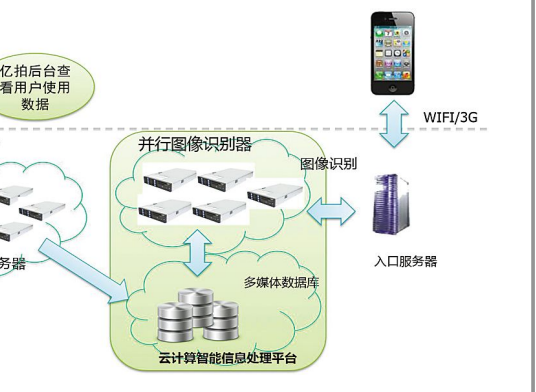 亿拍后台查
看用户使用
数据
WIFI/3G
并行图像识别器
图像识别
务器
入口服务器
多媒体数据库
云计算智能信息处理平台